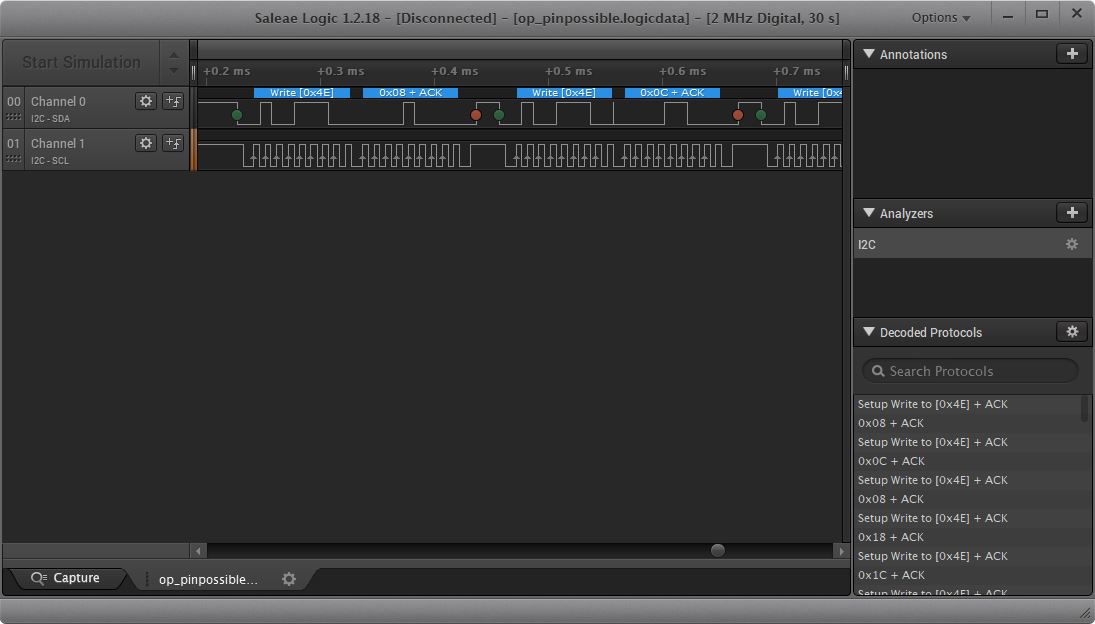 Saleae Logic 1.2.18 - [Disconnected] - [op_pinpossible.logicdata] - [2 MHz Digital, 30 s]
Options
Start Simulation
+0.2 ms +0.3 ms +0.4 ms +0.5 ms +0.6 ms +0.7 ms
Write [0x4E] 0x08 + ACK Write [0x4E] 0x0C + ACK Write [0x4
00 Channel 0
I2C - SDA
01 Channel 1
I2C - SCL
Annotations
Analyzers
I2C
Decoded Protocols
Search Protocols
Setup Write to [0x4E] + ACK
0x08 + ACK
Setup Write to [0x4E] + ACK
0x0C + ACK
Setup Write to [0x4E] + ACK
0x08 + ACK
Setup Write to [0x4E] + ACK
0x18 + ACK
Setup Write to [0x4E] + ACK
0x1C + ACK
Setup Write to [0x4E] + ACK
Capture
op_pinpossible...